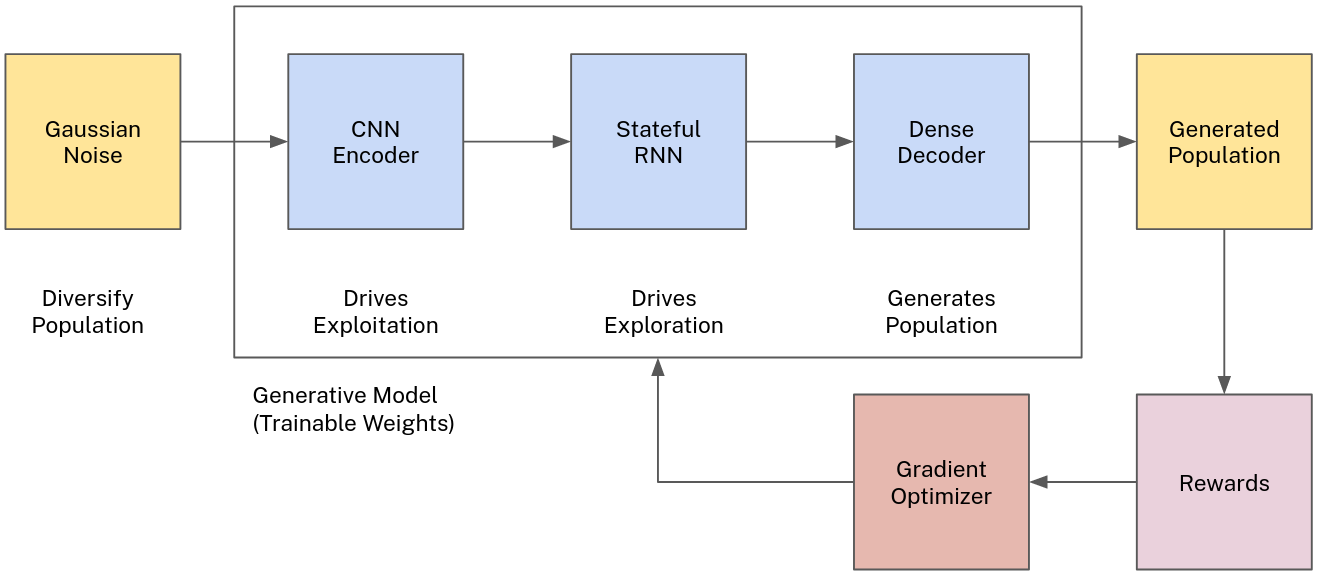 Gaussian
Noise
CNN
Encoder
Stateful
RNN
Dense
Decoder
Generated
Population
Diversify
Population
Drives
Exploitation
Drives
Exploration
Generates
Population
Generative Model
(Trainable Weights)
Gradient
Optimizer
Rewards